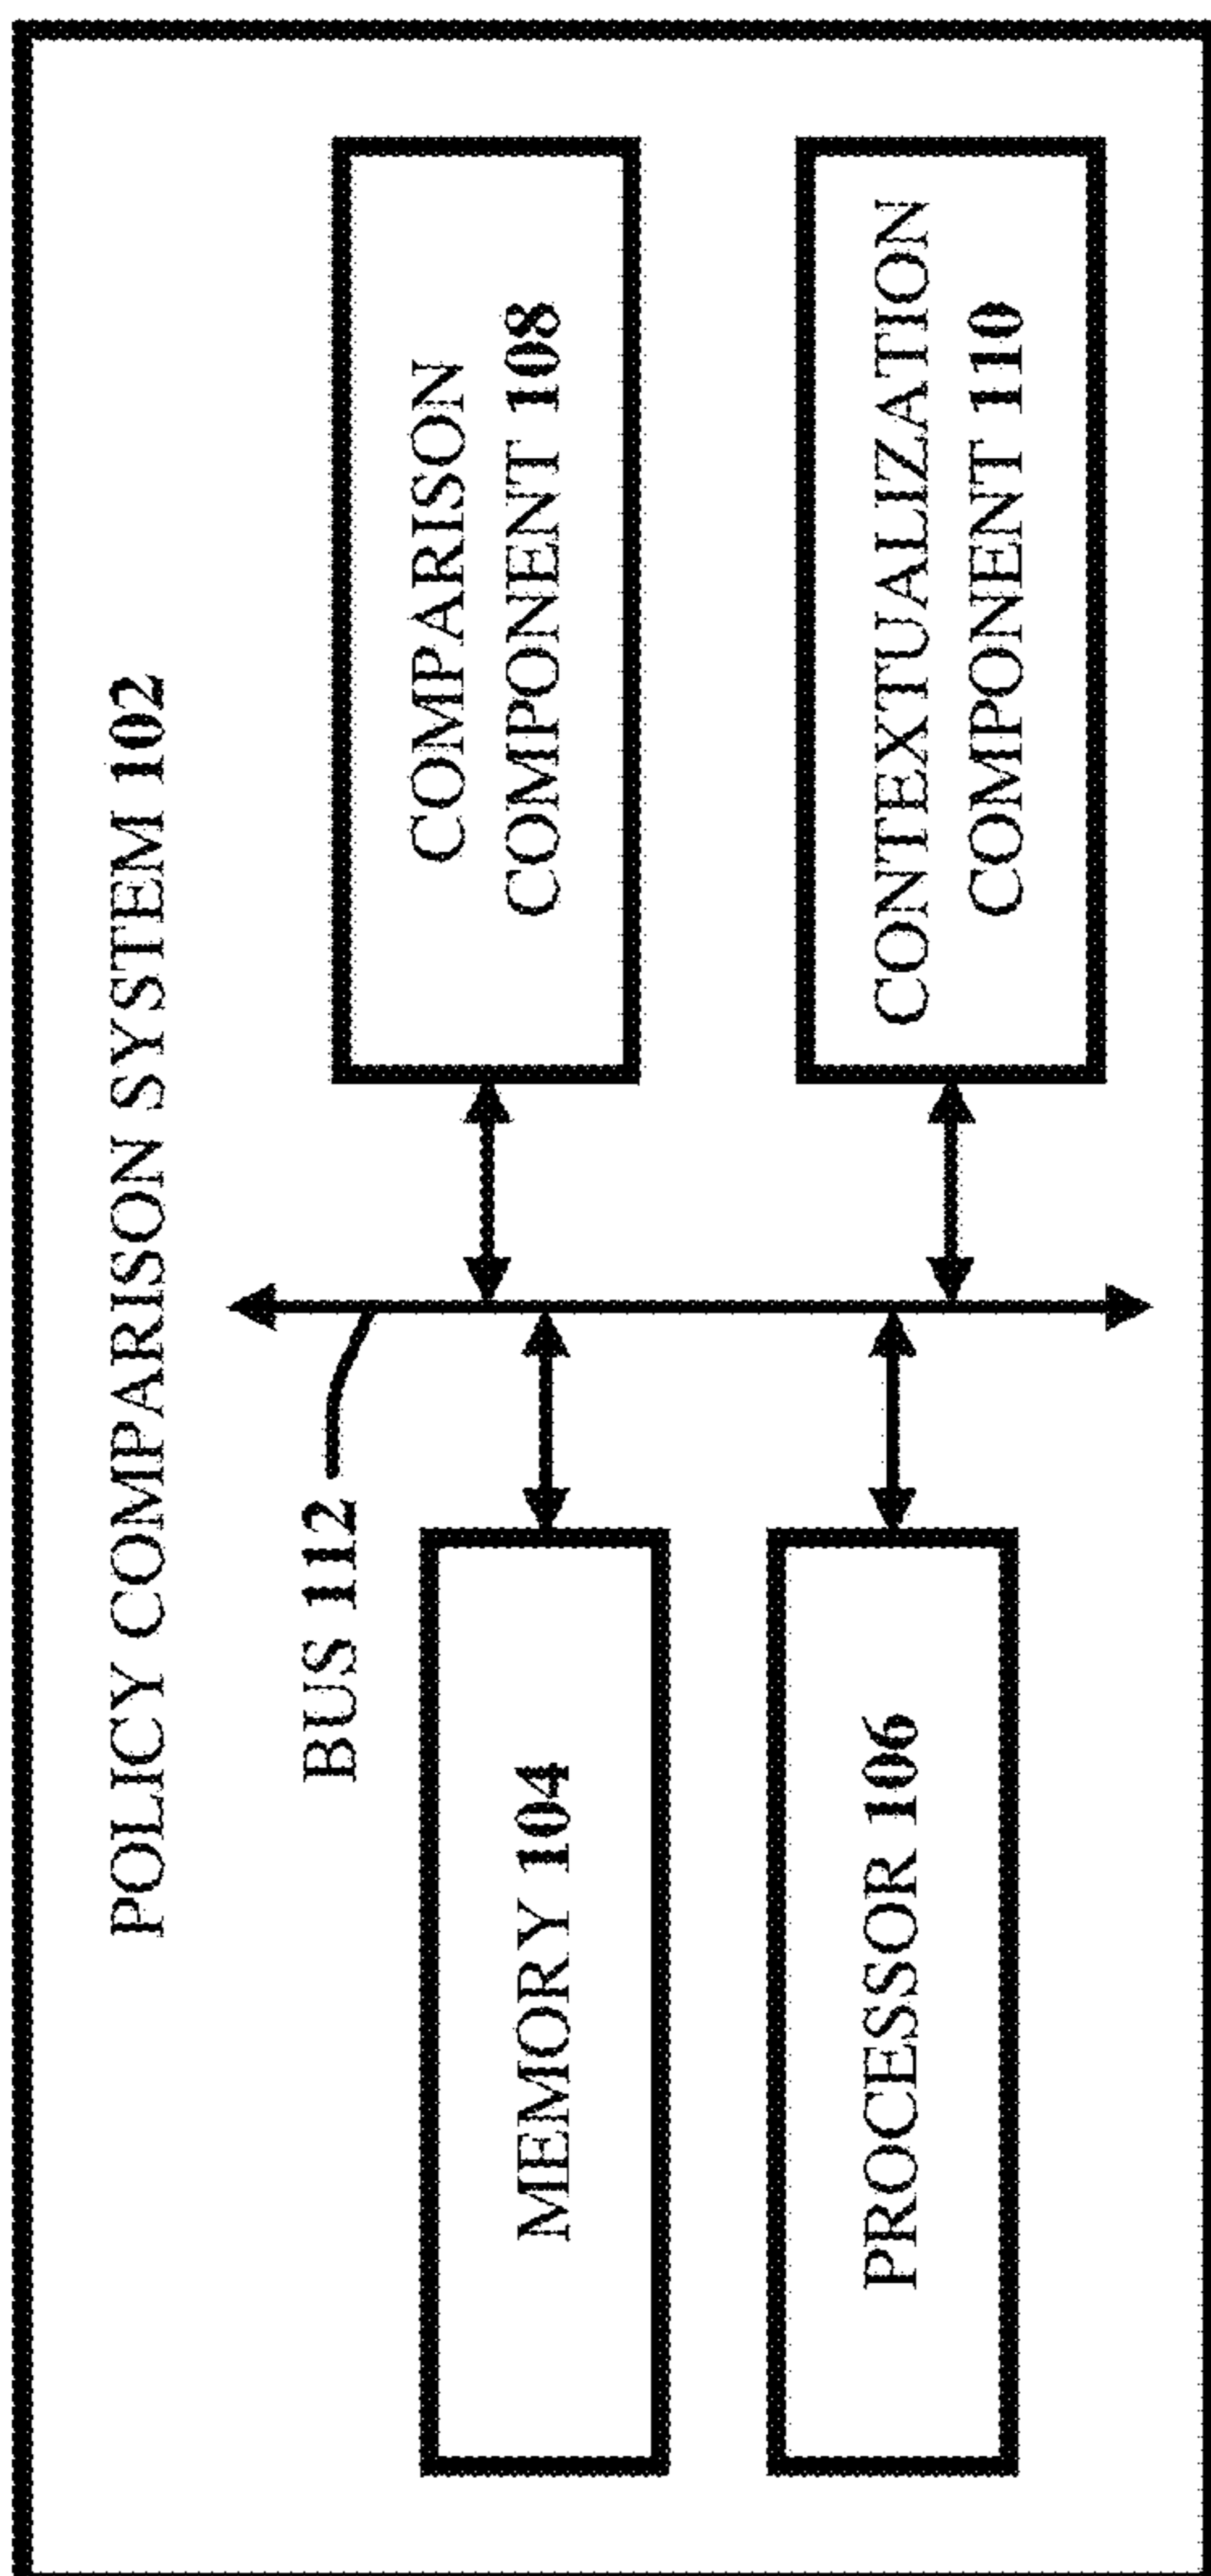 POLICY COMPARISON SYSTEM 102
BUS 112
MEMORY 104
PROCESSOR 106
COMPARISON
COMPONENT 108
CONTEXTUALIZATION
COMPONENT 110